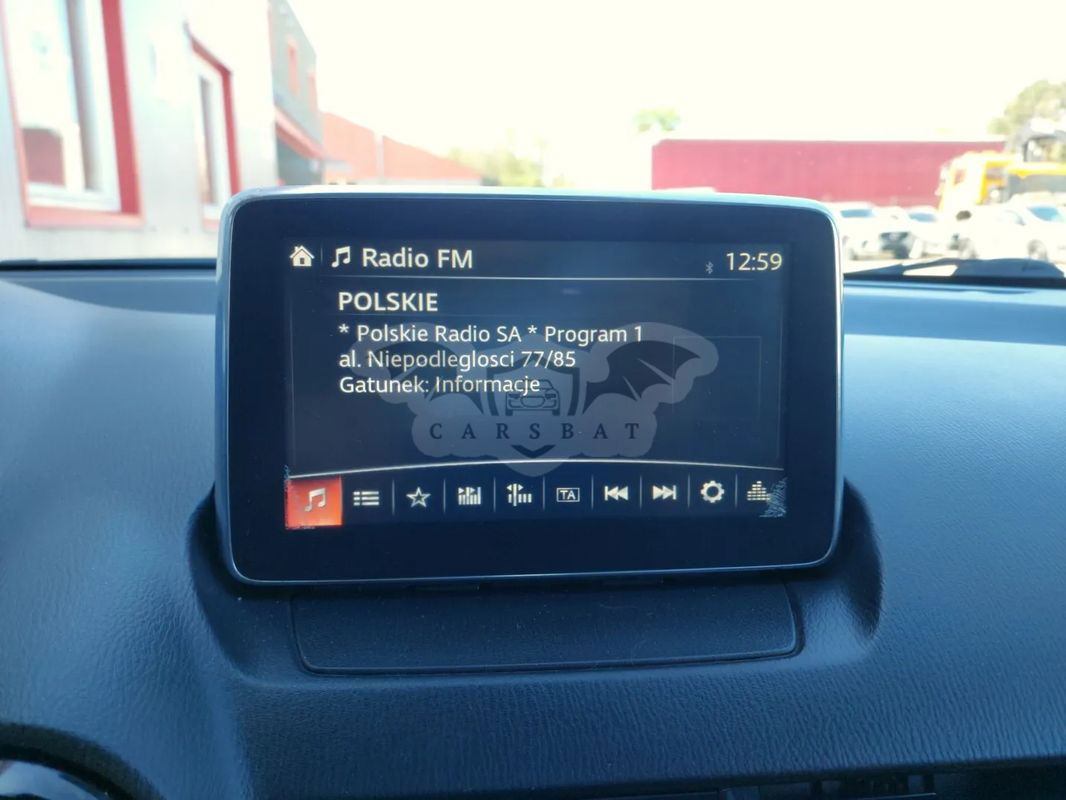 Radio FM
12:59
POLSKIE
* Polskie Radio SA * Program 1
al. Niepodleglosci 77/85
Gatunek: Informacje
CARSBAT
TA